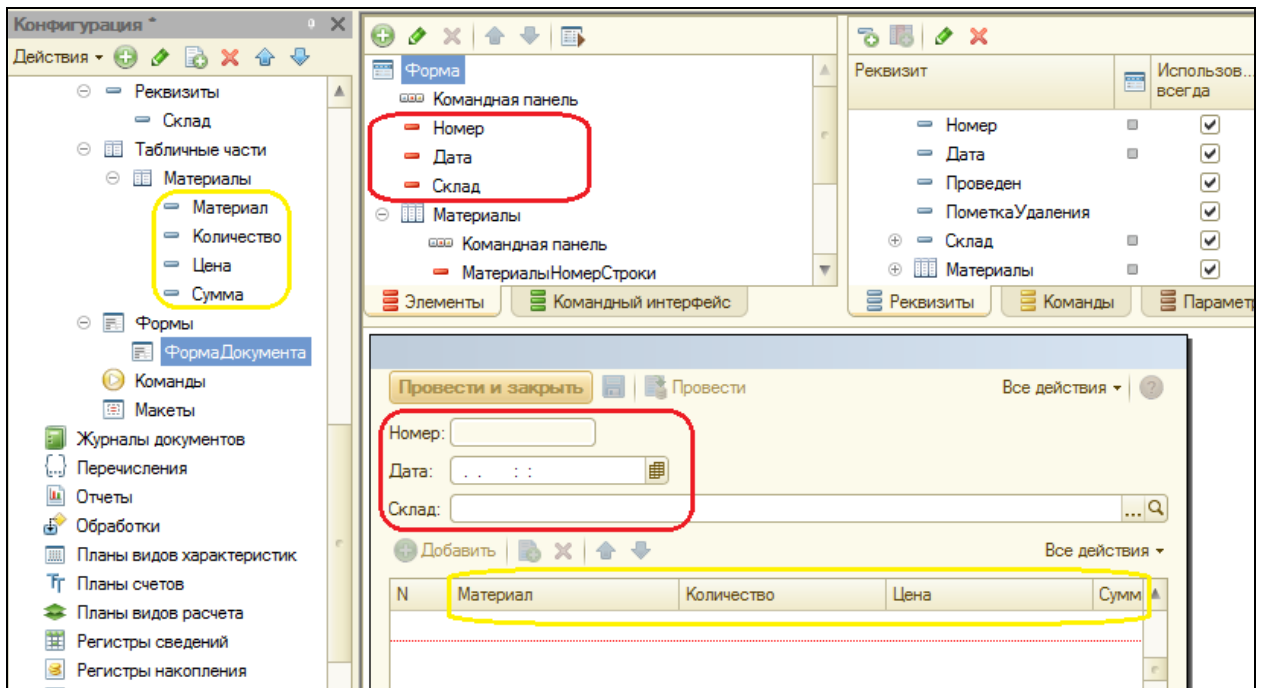 Конфигурация *
Действия
Реквизиты
Склад
Табличные части
Материалы
Материал
Количество
Цена
Сумма
Формы
ФормаДокумента
Команды
Макеты
Журналы документов
Перечисления
Отчеты
Обработки
Планы видов характеристик
Планы счетов
Планы видов расчета
Регистры сведений
Регистры накопления
Форма
Командная панель
Номер
Дата
Склад
Материалы
Командная панель
МатериалыНомерСтроки
Элементы
Командный интерфейс
Реквизит
Использов...
всегда
Номер
Дата
Проведен
ПометкаУдаления
Склад
Материалы
Реквизиты
Команды
Параметр
Провести и закрыть
Провести
Все действия
Номер:
Дата: . . : :
Склад:
...
Добавить
Все действия
N Материал Количество Цена Сумм